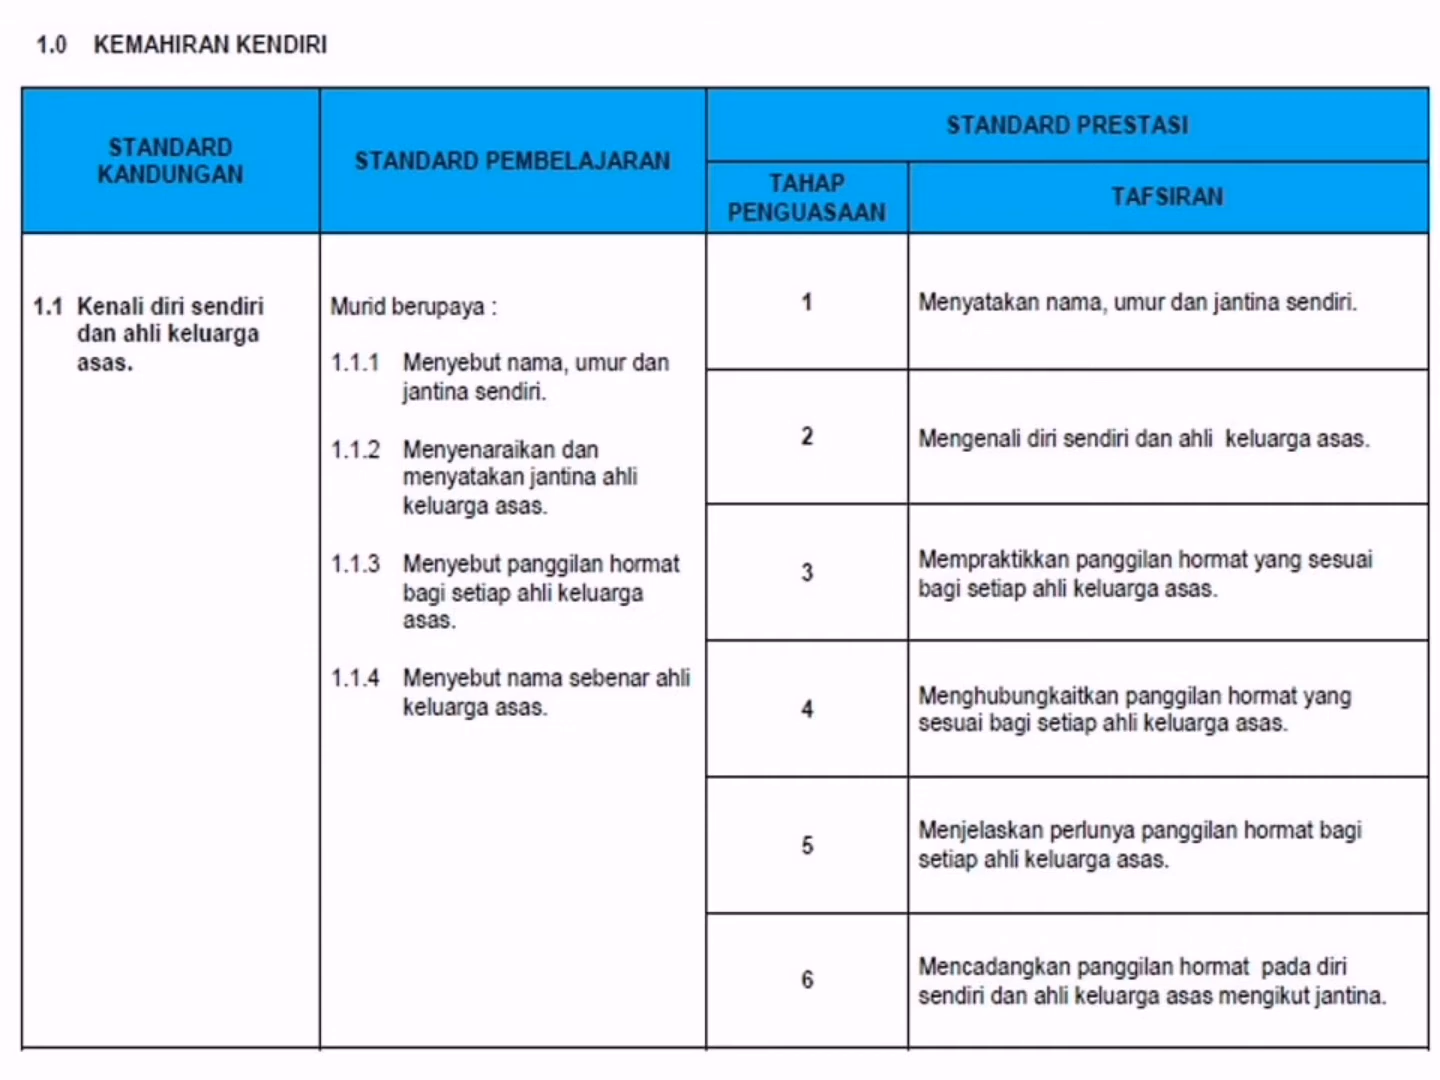 1.0 KEMAHIRAN KENDIRI
STANDARD
KANDUNGAN
STANDARD PEMBELAJARAN
STANDARD PRESTASI
TAHAP
PENGUASAAN
TAFSIRAN
1.1 Kenali diri sendiri
dan ahli keluarga
asas.
Murid berupaya :
1.1.1 Menyebut nama, umur dan
jantina sendiri.
1.1.2 Menyenaraikan dan
menyatakan jantina ahli
keluarga asas.
1.1.3 Menyebut panggilan hormat
bagi setiap ahli keluarga
asas.
1.1.4 Menyebut nama sebenar ahli
keluarga asas.
1
Menyatakan nama, umur dan jantina sendiri.
2
Mengenali diri sendiri dan ahli keluarga asas.
3
Mempraktikkan panggilan hormat yang sesuai
bagi setiap ahli keluarga asas.
4
Menghubungkaitkan panggilan hormat yang
sesuai bagi setiap ahli keluarga asas.
5
Menjelaskan perlunya panggilan hormat bagi
setiap ahli keluarga asas.
6
Mencadangkan panggilan hormat pada diri
sendiri dan ahli keluarga asas mengikut jantina.